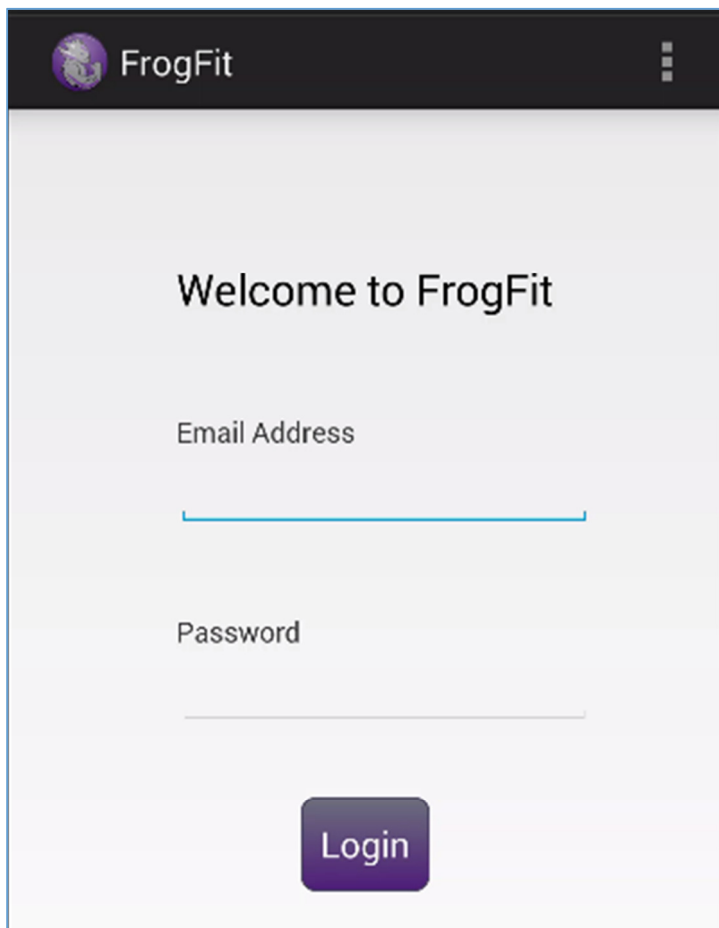 FrogFit
Welcome to FrogFit
Email Address
Password
Login